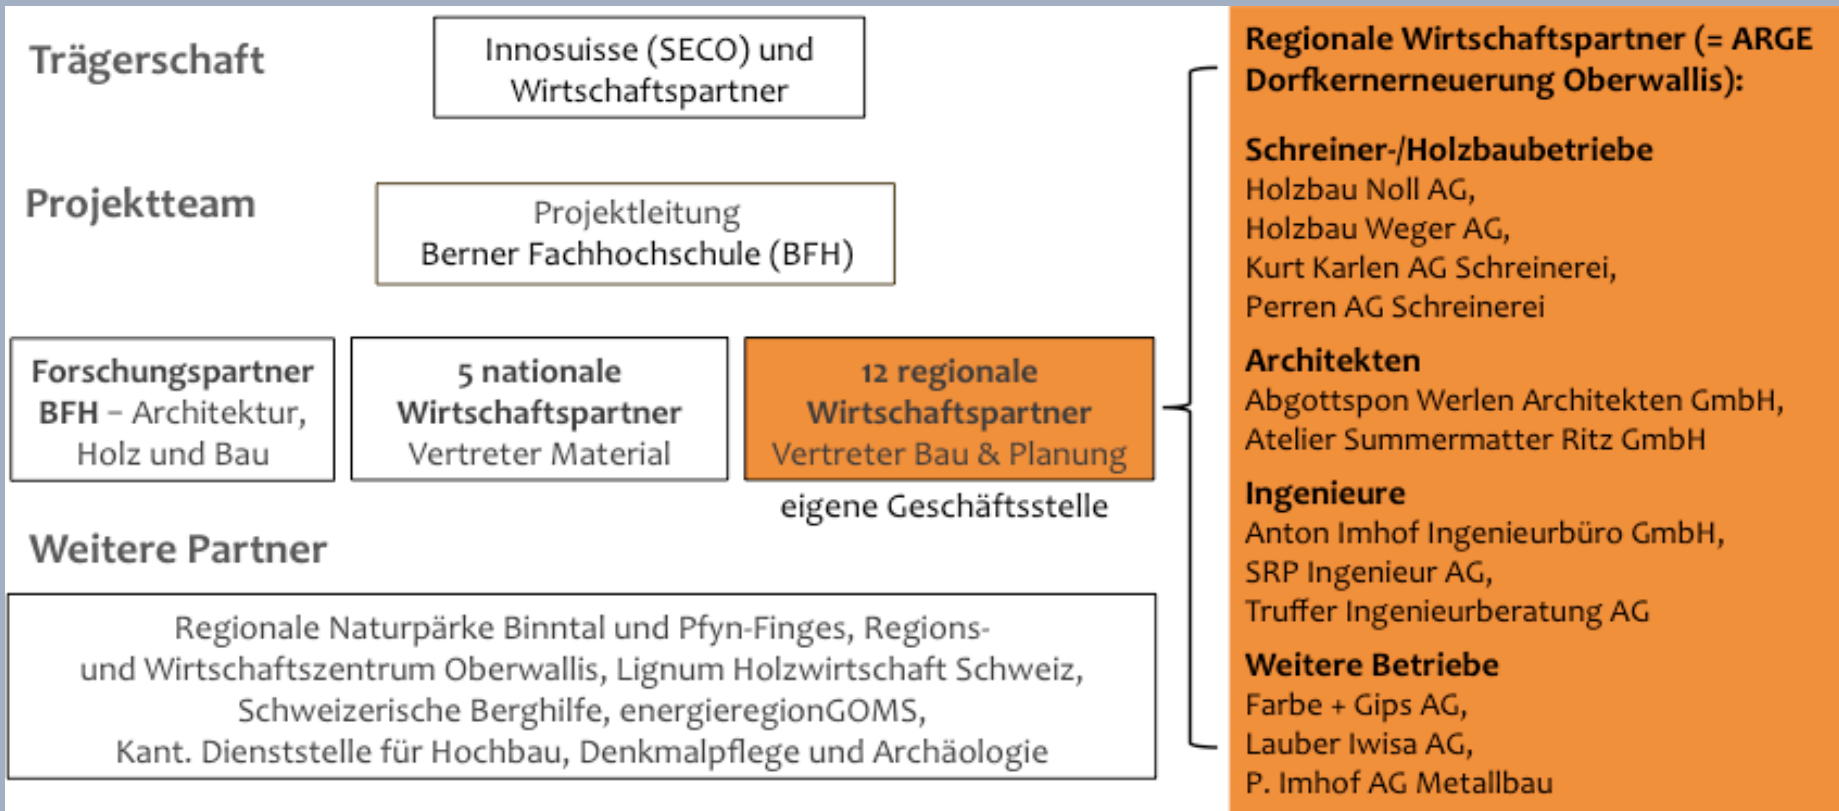 Trägerschaft
Innosuisse (SECO) und
Wirtschaftspartner
Projektteam
Projektleitung
Berner Fachhochschule (BFH)
Forschungspartner
BFH – Architektur,
Holz und Bau
5 nationale
Wirtschaftspartner
Vertreter Material
12 regionale
Wirtschaftspartner
Vertreter Bau & Planung
eigene Geschäftsstelle
Weitere Partner
Regionale Naturpärke Binntal und Pfyn-Finges, Regions-
und Wirtschaftszentrum Oberwallis, Lignum Holzwirtschaft Schweiz,
Schweizerische Berghilfe, energieregionGOMS,
Kant. Dienststelle für Hochbau, Denkmalpflege und Archäologie
Regionale Wirtschaftspartner (= ARGE
Dorfkernerneuerung Oberwallis):
Schreiner-/Holzbaubetriebe
Holzbau Noll AG,
Holzbau Weger AG,
Kurt Karlen AG Schreinerei,
Perren AG Schreinerei
Architekten
Abgottspon Werlen Architekten GmbH,
Atelier Summermatter Ritz GmbH
Ingenieure
Anton Imhof Ingenieurbüro GmbH,
SRP Ingenieur AG,
Truffer Ingenieurberatung AG
Weitere Betriebe
Farbe + Gips AG,
Lauber Iwisa AG,
P. Imhof AG Metallbau